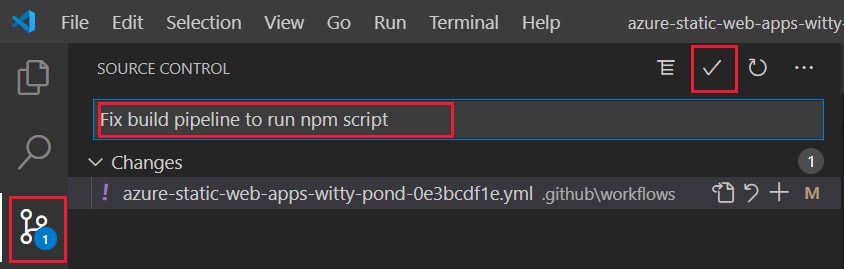 File Edit Selection View Go Run Terminal Help azure-static-web-apps-witty-
SOURCE CONTROL
Fix build pipeline to run npm script
Changes 1
! azure-static-web-apps-witty-pond-0e3bcdf1e.yml .github\workflows M
1